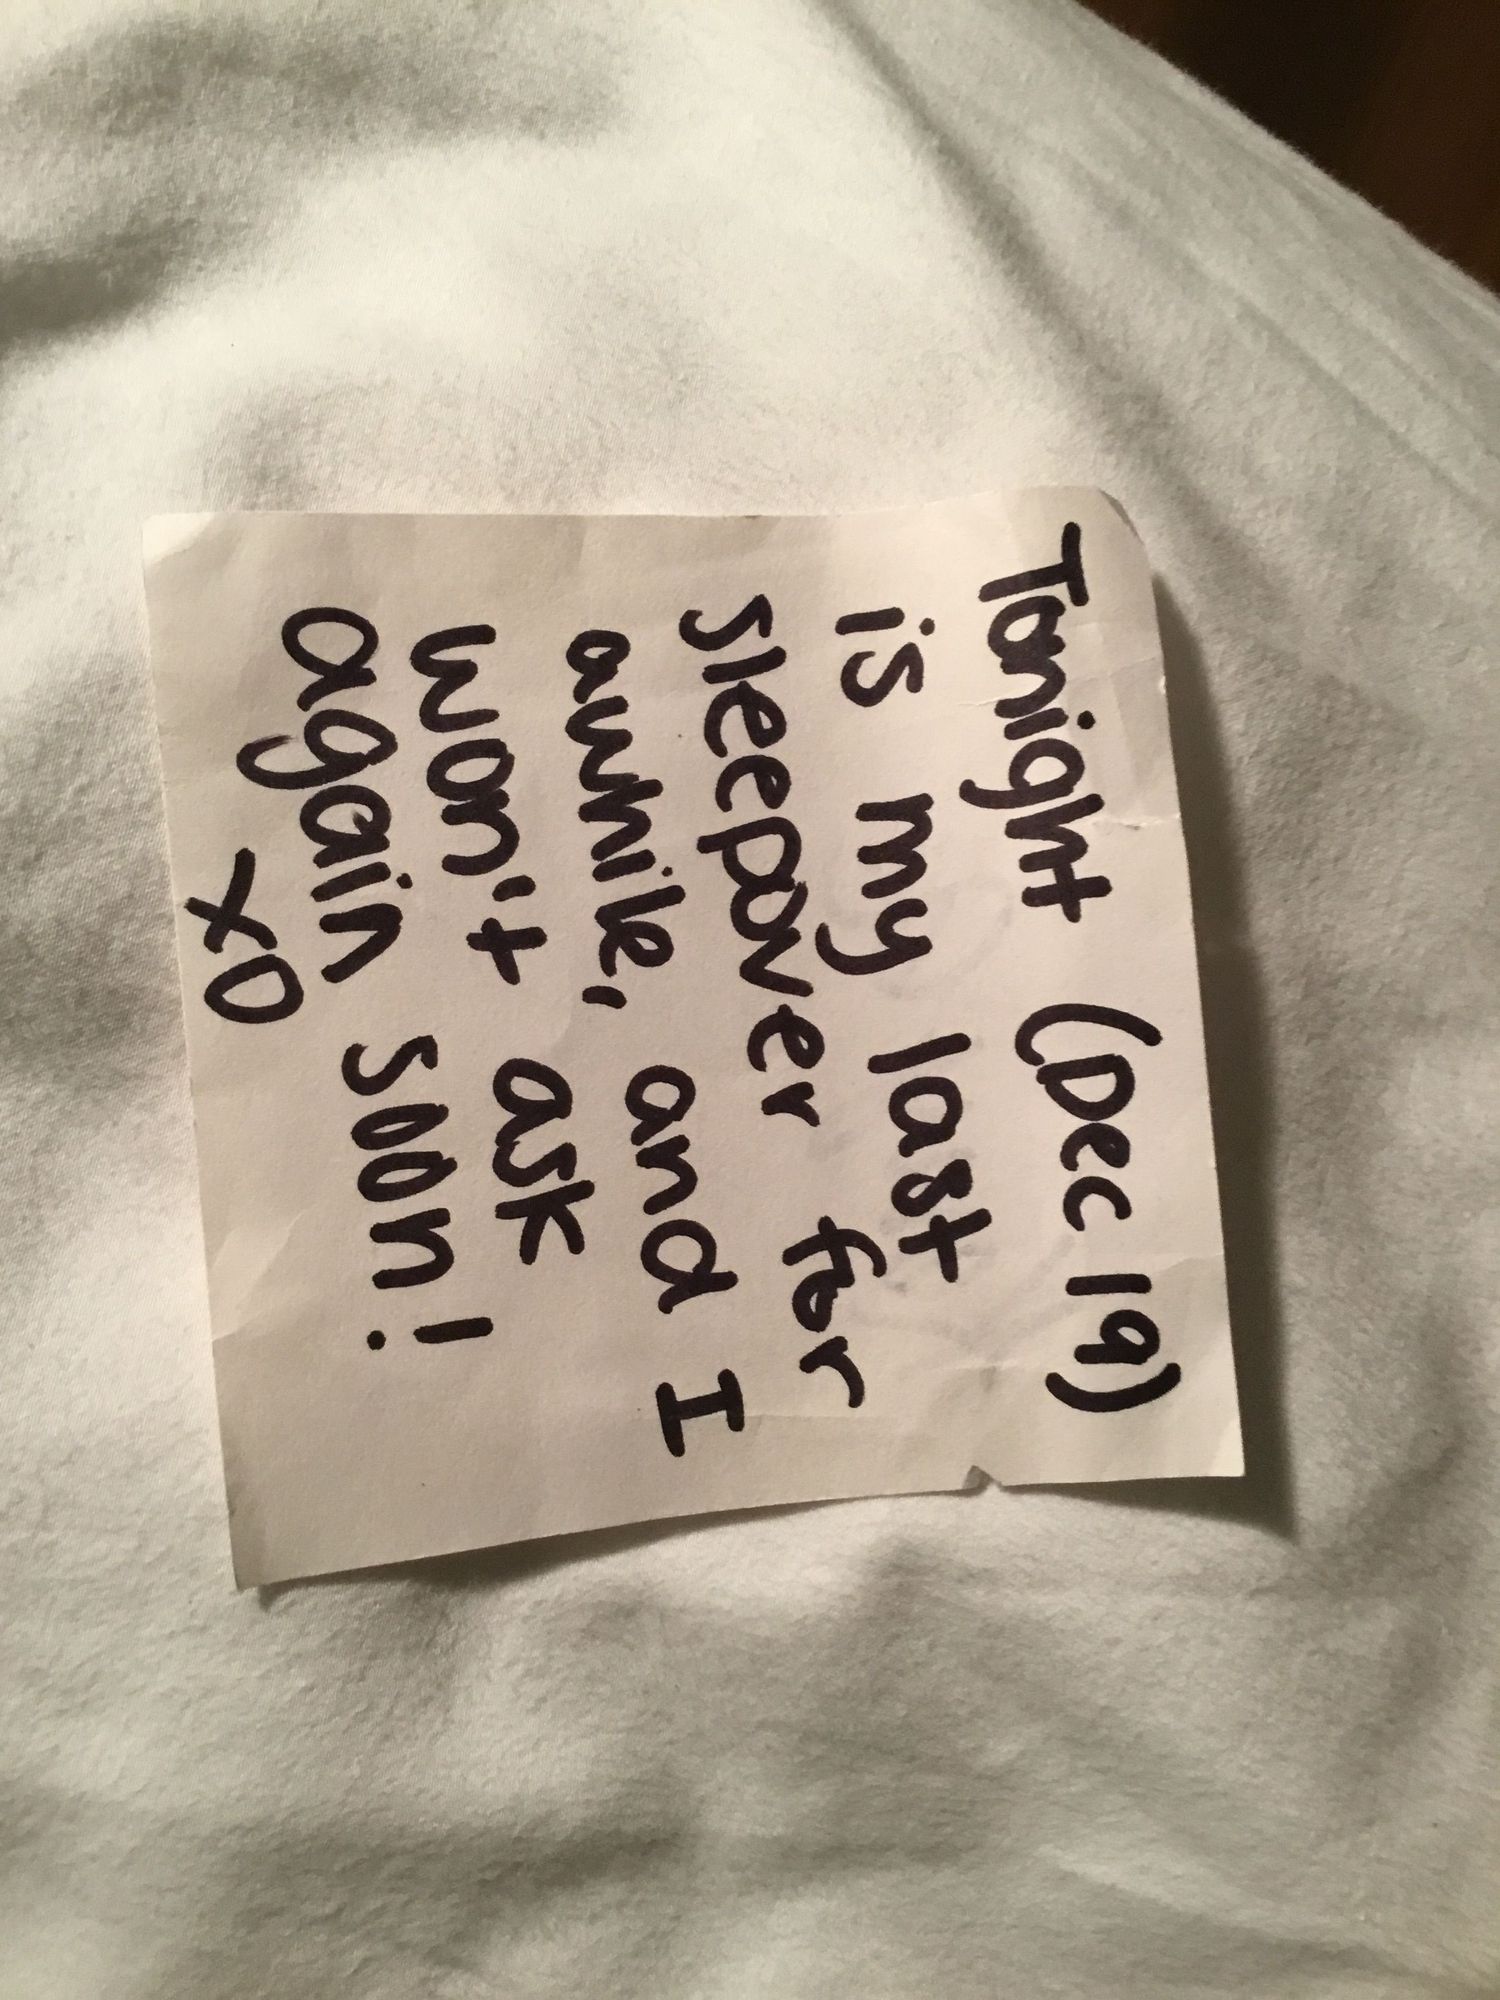 Tonight (Dec 19)
is my last
sleepover for
awhile, and I
won't ask
again soon!
XO